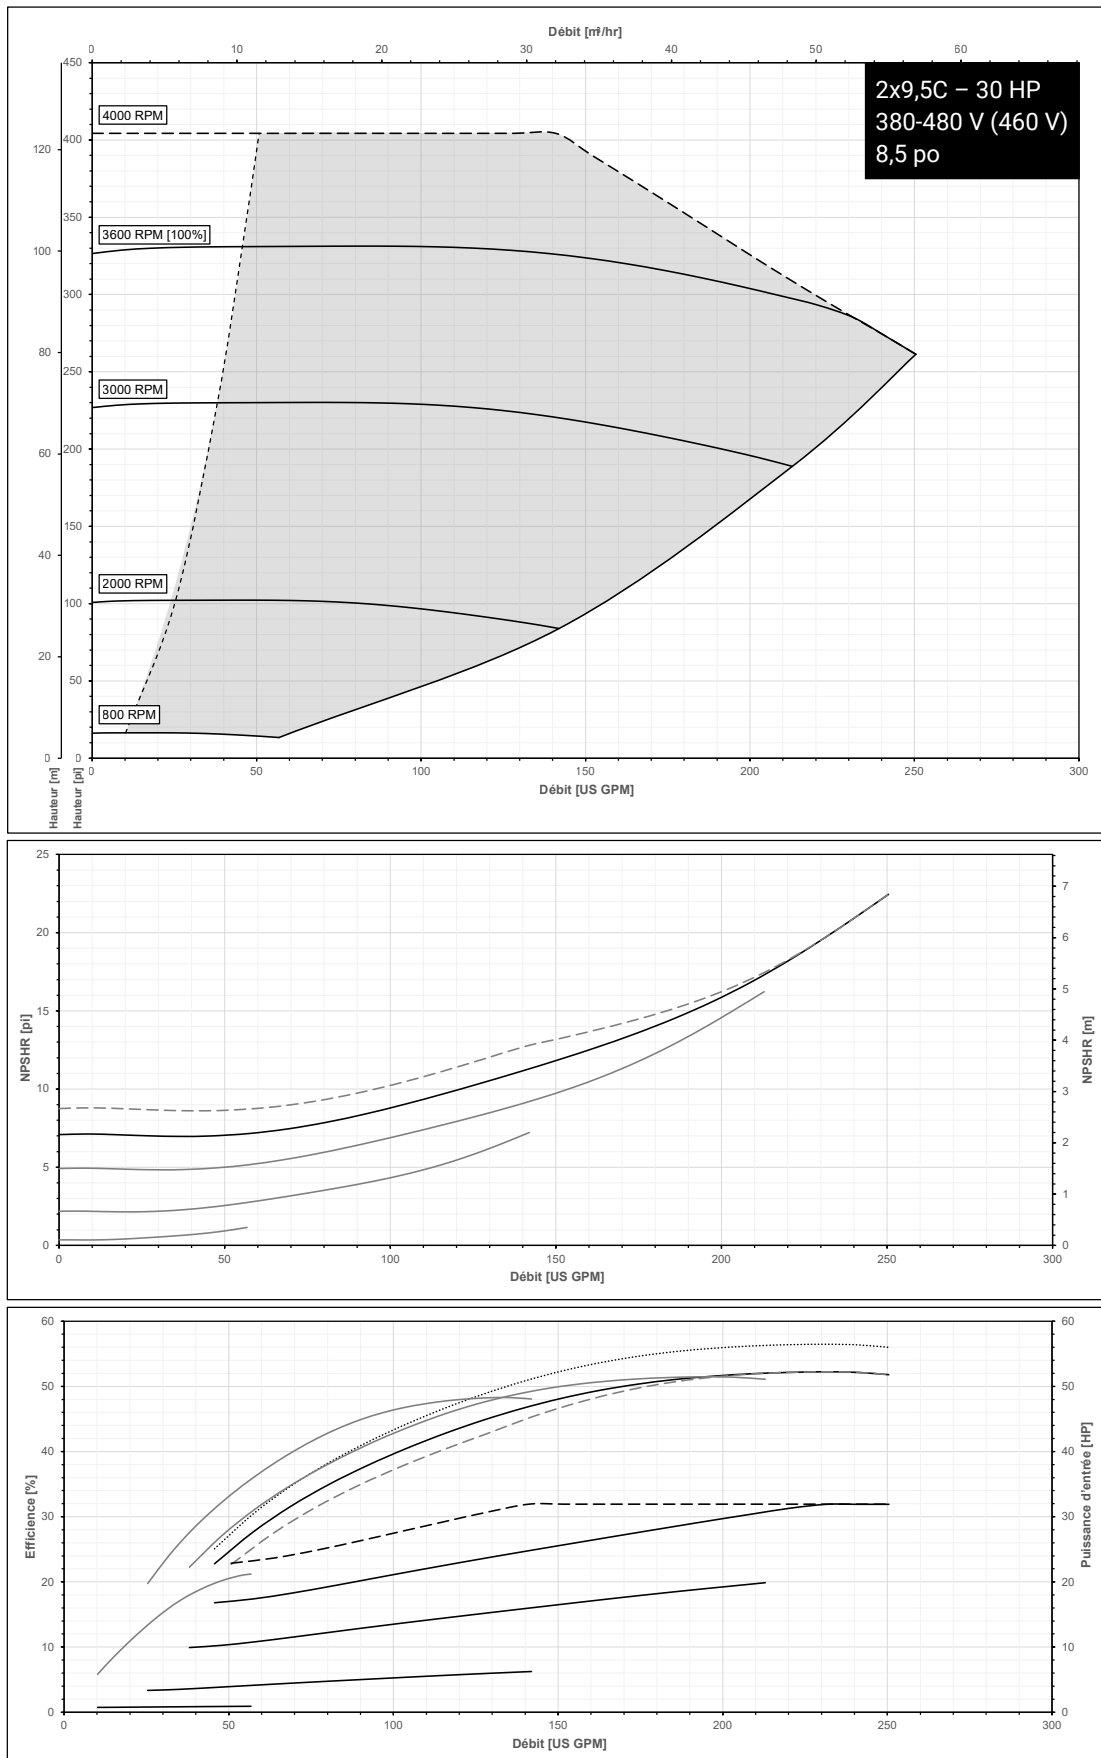 Débit [m³/hr]
0 10 20 30 40 50 60
2x9,5C – 30 HP
380-480 V (460 V)
8,5 po
4000 RPM
3600 RPM [100%]
3000 RPM
2000 RPM
800 RPM
450
400
350
300
250
200
150
100
50
0
120
100
80
60
40
20
0
Hauteur [m]
Hauteur [pi]
0 50 100 150 200 250 300
Débit [US GPM]
25
20
15
10
5
0
NPSHR [pi]
7
6
5
4
3
2
1
0
NPSHR [m]
0 50 100 150 200 250 300
Débit [US GPM]
60
50
40
30
20
10
0
Efficience [%]
60
50
40
30
20
10
0
Puissance d'entrée [HP]
0 50 100 150 200 250 300
Débit [US GPM]